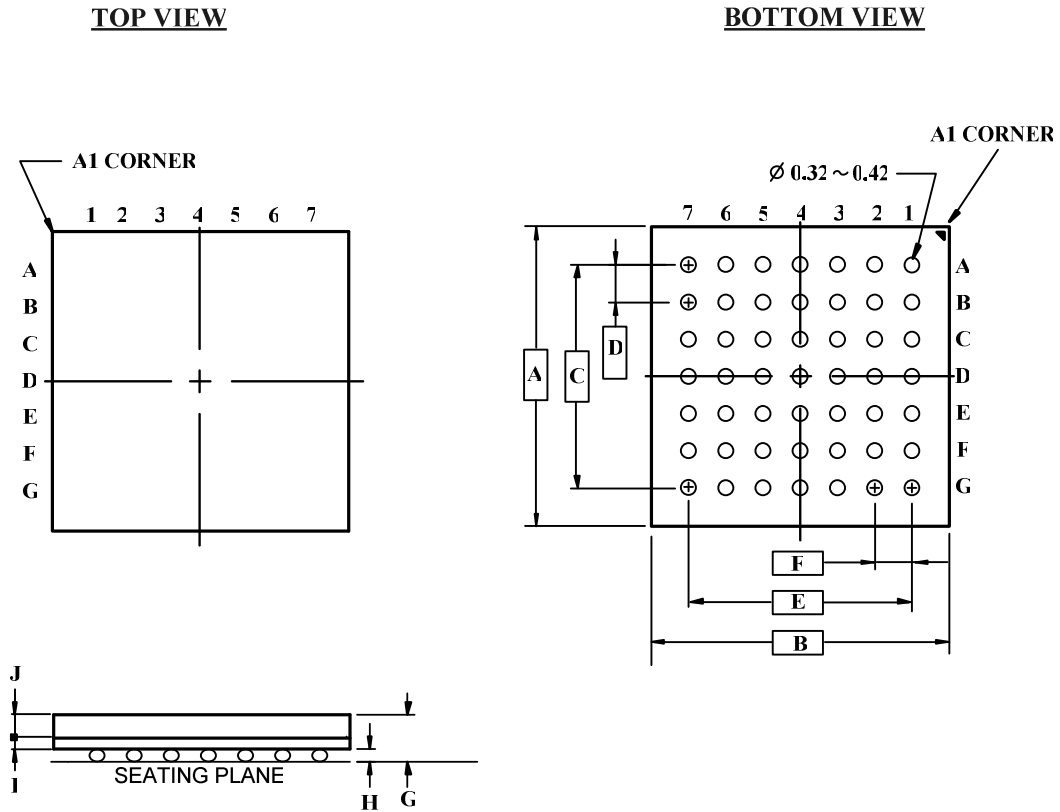 TOP VIEW
BOTTOM VIEW
A1 CORNER
1 2 3 4 5 6 7
A
B
C
D
E
F
G
A1 CORNER
Ø 0.32 ~ 0.42
7 6 5 4 3 2 1
A
B
C
D
E
F
G
A
C
D
F
E
B
J
I
SEATING PLANE
H
G